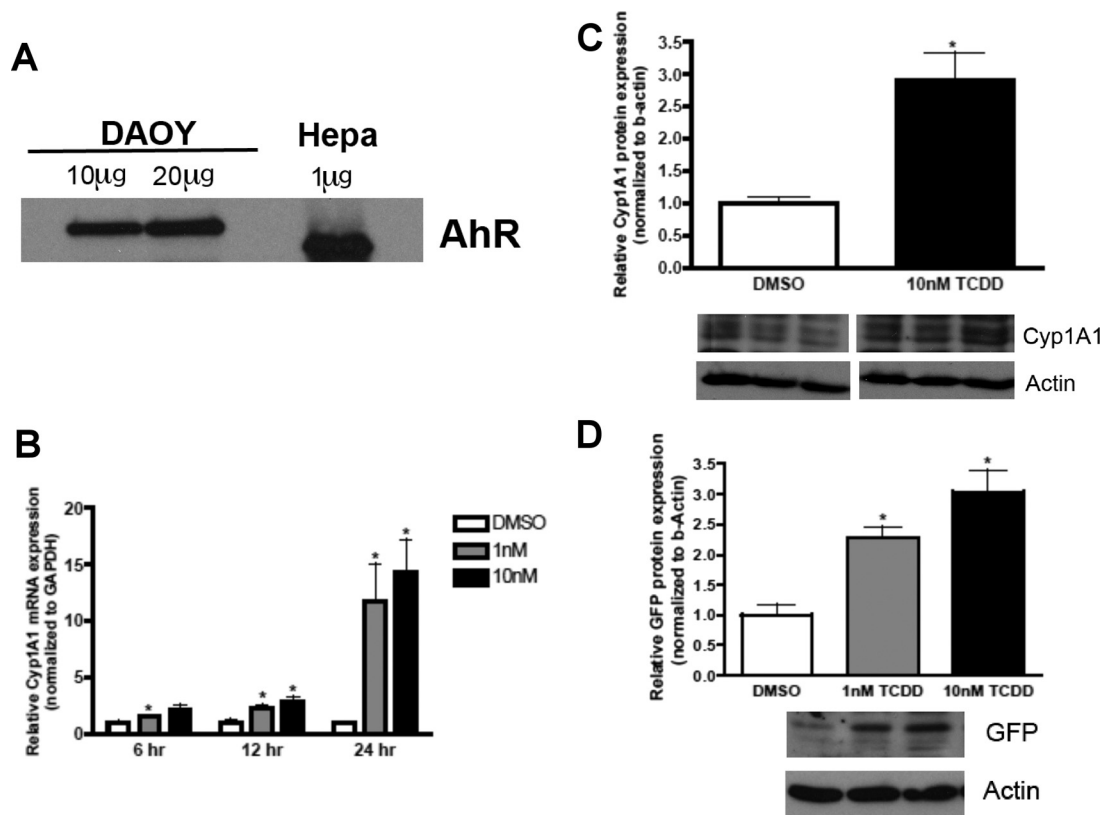 A
DAOY Hepa
10µg 20µg 1µg
AhR
B
Relative Cyp1A1 mRNA expression
(normalized to GAPDH)
20
15
10
5
0
DMSO
1nM
10nM
* * * * *
6 hr 12 hr 24 hr
C
Relative Cyp1A1 protein expression
(normalized to b-actin)
3.5
3.0
2.5
2.0
1.5
1.0
0.5
0.0
*
DMSO 10nM TCDD
Cyp1A1
Actin
D
Relative GFP protein expression
(normalized to b-Actin)
3.5
3.0
2.5
2.0
1.5
1.0
0.5
0.0
* *
DMSO 1nM TCDD 10nM TCDD
GFP
Actin